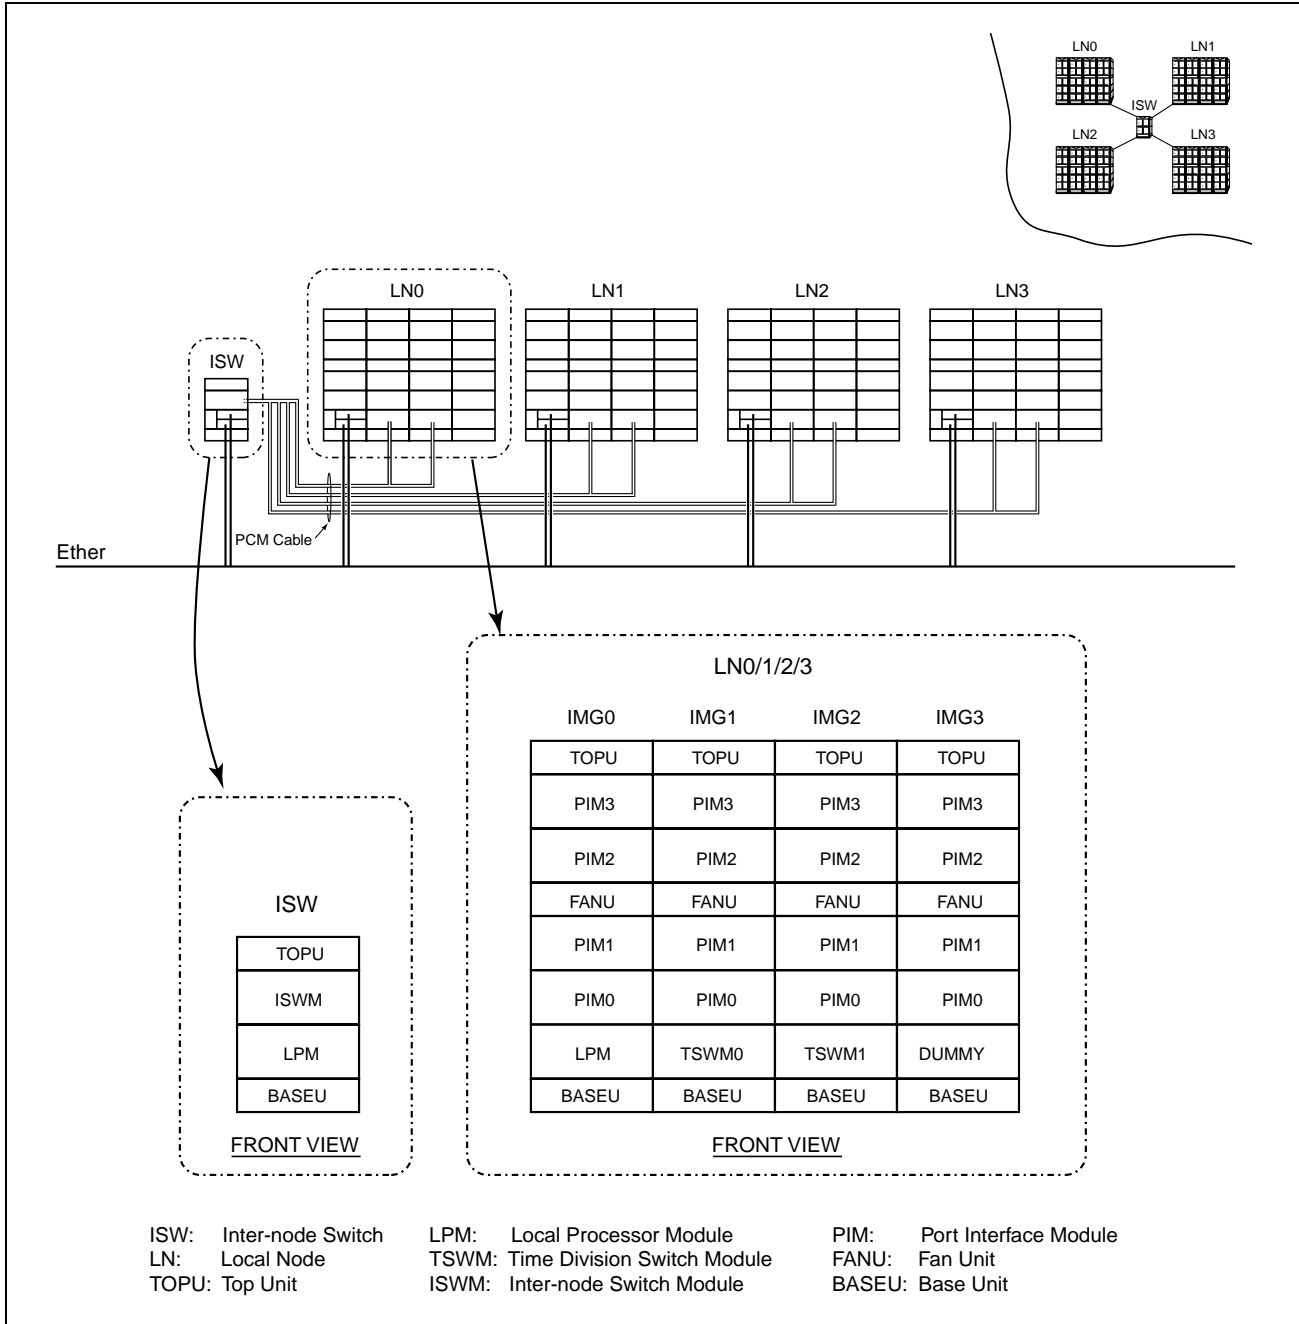 LN0 LN1
ISW
LN2 LN3
LN0 LN1 LN2 LN3
ISW
PCM Cable
Ether
LN0/1/2/3
IMG0 IMG1 IMG2 IMG3
TOPU TOPU TOPU TOPU
PIM3 PIM3 PIM3 PIM3
PIM2 PIM2 PIM2 PIM2
FANU FANU FANU FANU
PIM1 PIM1 PIM1 PIM1
PIM0 PIM0 PIM0 PIM0
LPM TSWM0 TSWM1 DUMMY
BASEU BASEU BASEU BASEU
FRONT VIEW
ISW
TOPU
ISWM
LPM
BASEU
FRONT VIEW
ISW: Inter-node Switch LPM: Local Processor Module PIM: Port Interface Module
LN: Local Node TSWM: Time Division Switch Module FANU: Fan Unit
TOPU: Top Unit ISWM: Inter-node Switch Module BASEU: Base Unit